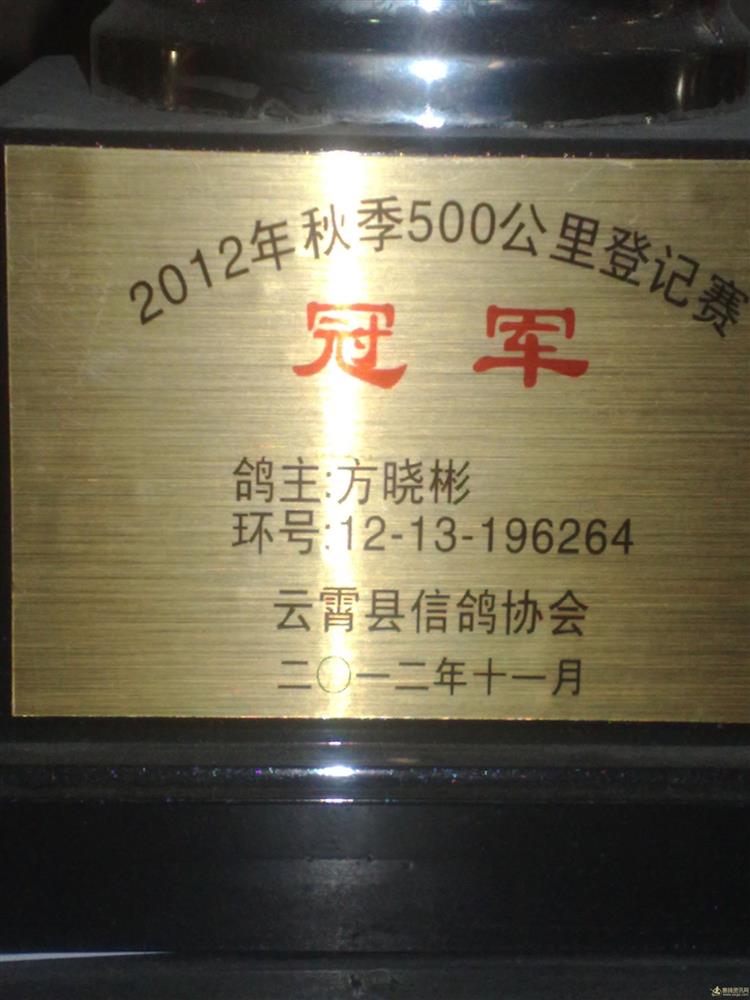 2012年秋季500公里登记赛
冠军
鸽主:方晓彬
环号:12-13-196264
云霄县信鸽协会
二〇一二年十一月